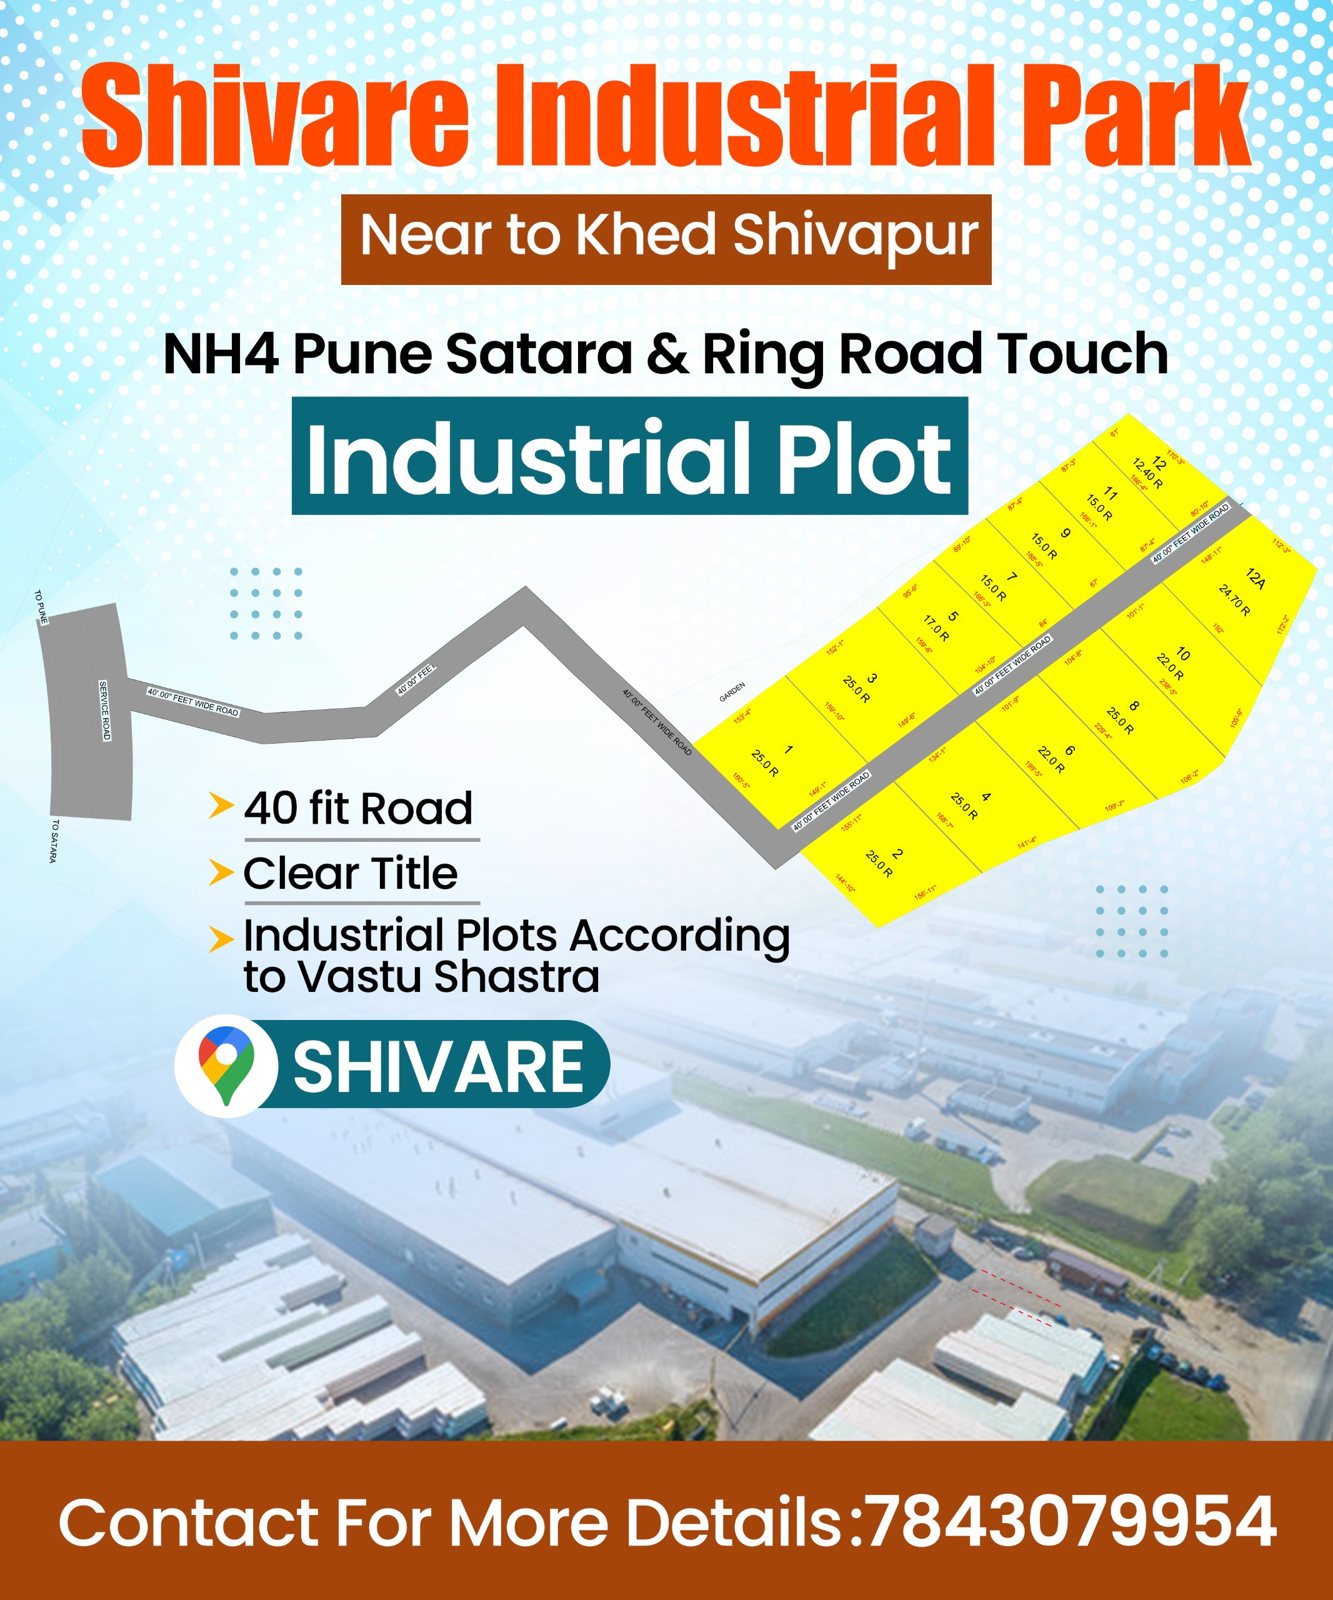 Shivare Industrial Park
Near to Khed Shivapur
NH4 Pune Satara & Ring Road Touch
Industrial Plot
TO PUNE
SERVICE ROAD
TO SATARA
40'.00" FEET WIDE ROAD
40'.00" FEE
40'.00" FEET WIDE ROAD
GARDEN
40'.00" FEET WIDE ROAD
40'.00" FEET WIDE ROAD
40'.00" FEET WIDE ROAD
12
12.40 R
11
15.0 R
9
15.0 R
7
15.0 R
5
17.0 R
3
25.0 R
1
25.0 R
12A
24.70 R
10
22.0 R
8
25.0 R
6
22.0 R
4
25.0 R
2
25.0 R
40 fit Road
Clear Title
Industrial Plots According
to Vastu Shastra
SHIVARE
Contact For More Details:7843079954